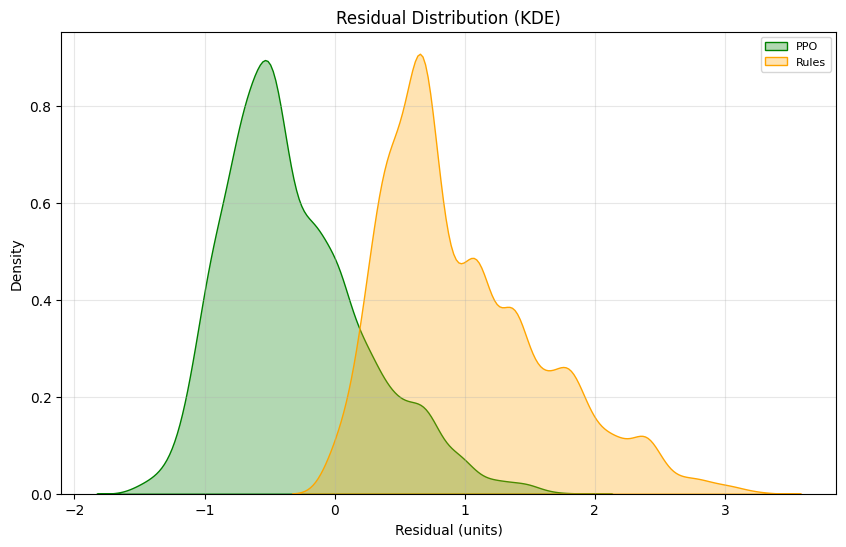 Residual Distribution (KDE)
PPO
Rules
Density
0.8
0.6
0.4
0.2
0.0
−2
−1
0
1
2
3
Residual (units)